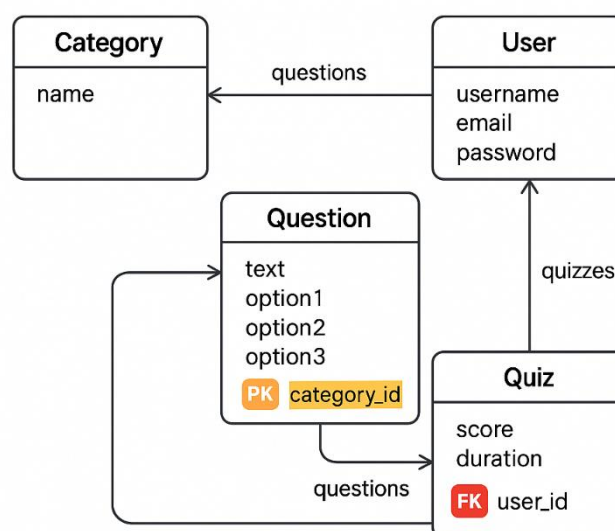 Category
name
questions
User
username
email
password
Question
text
option1
option2
option3
PK category_id
quizzes
questions
Quiz
score
duration
FK user_id